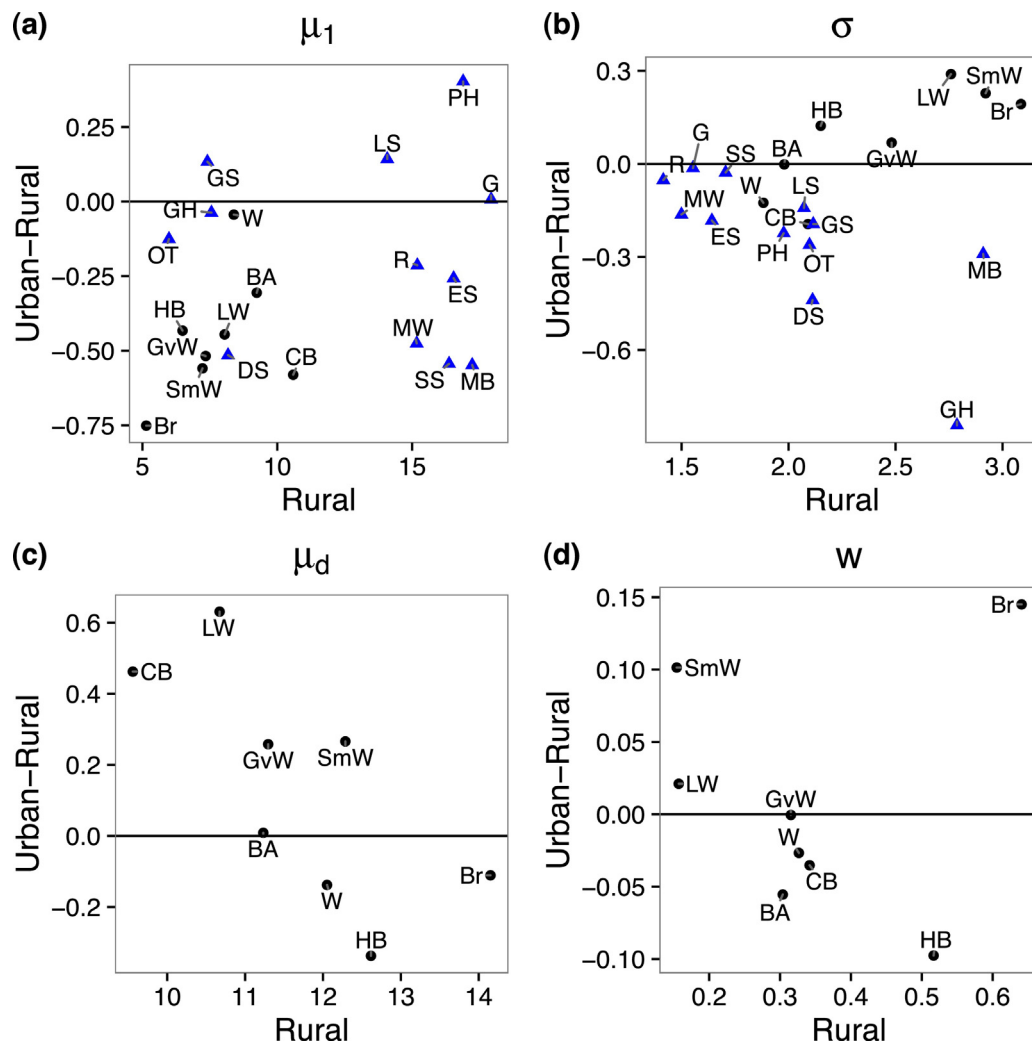 (a) μ1
PH
0.25
LS
GS
G
0.00
GH
W
OT
R
BA
ES
−0.25
HB
LW
MW
GvW
−0.50
CB
DS
SS
MB
SmW
−0.75
Br
5 10 15
Rural
Urban−Rural
(b) σ
0.3
SmW
LW
Br
HB
G
BA
SS
GvW
0.0
R
W
LS
MW
CB
GS
ES
PH
OT
MB
−0.3
DS
−0.6
GH
1.5 2.0 2.5 3.0
Rural
Urban−Rural
(c) μd
0.6
LW
CB
0.4
0.2
GvW
SmW
0.0
BA
Br
W
−0.2
HB
10 11 12 13 14
Rural
Urban−Rural
(d) w
0.15
Br
0.10
SmW
0.05
LW
GvW
0.00
W
CB
−0.05
BA
HB
−0.10
0.2 0.3 0.4 0.5 0.6
Rural
Urban−Rural